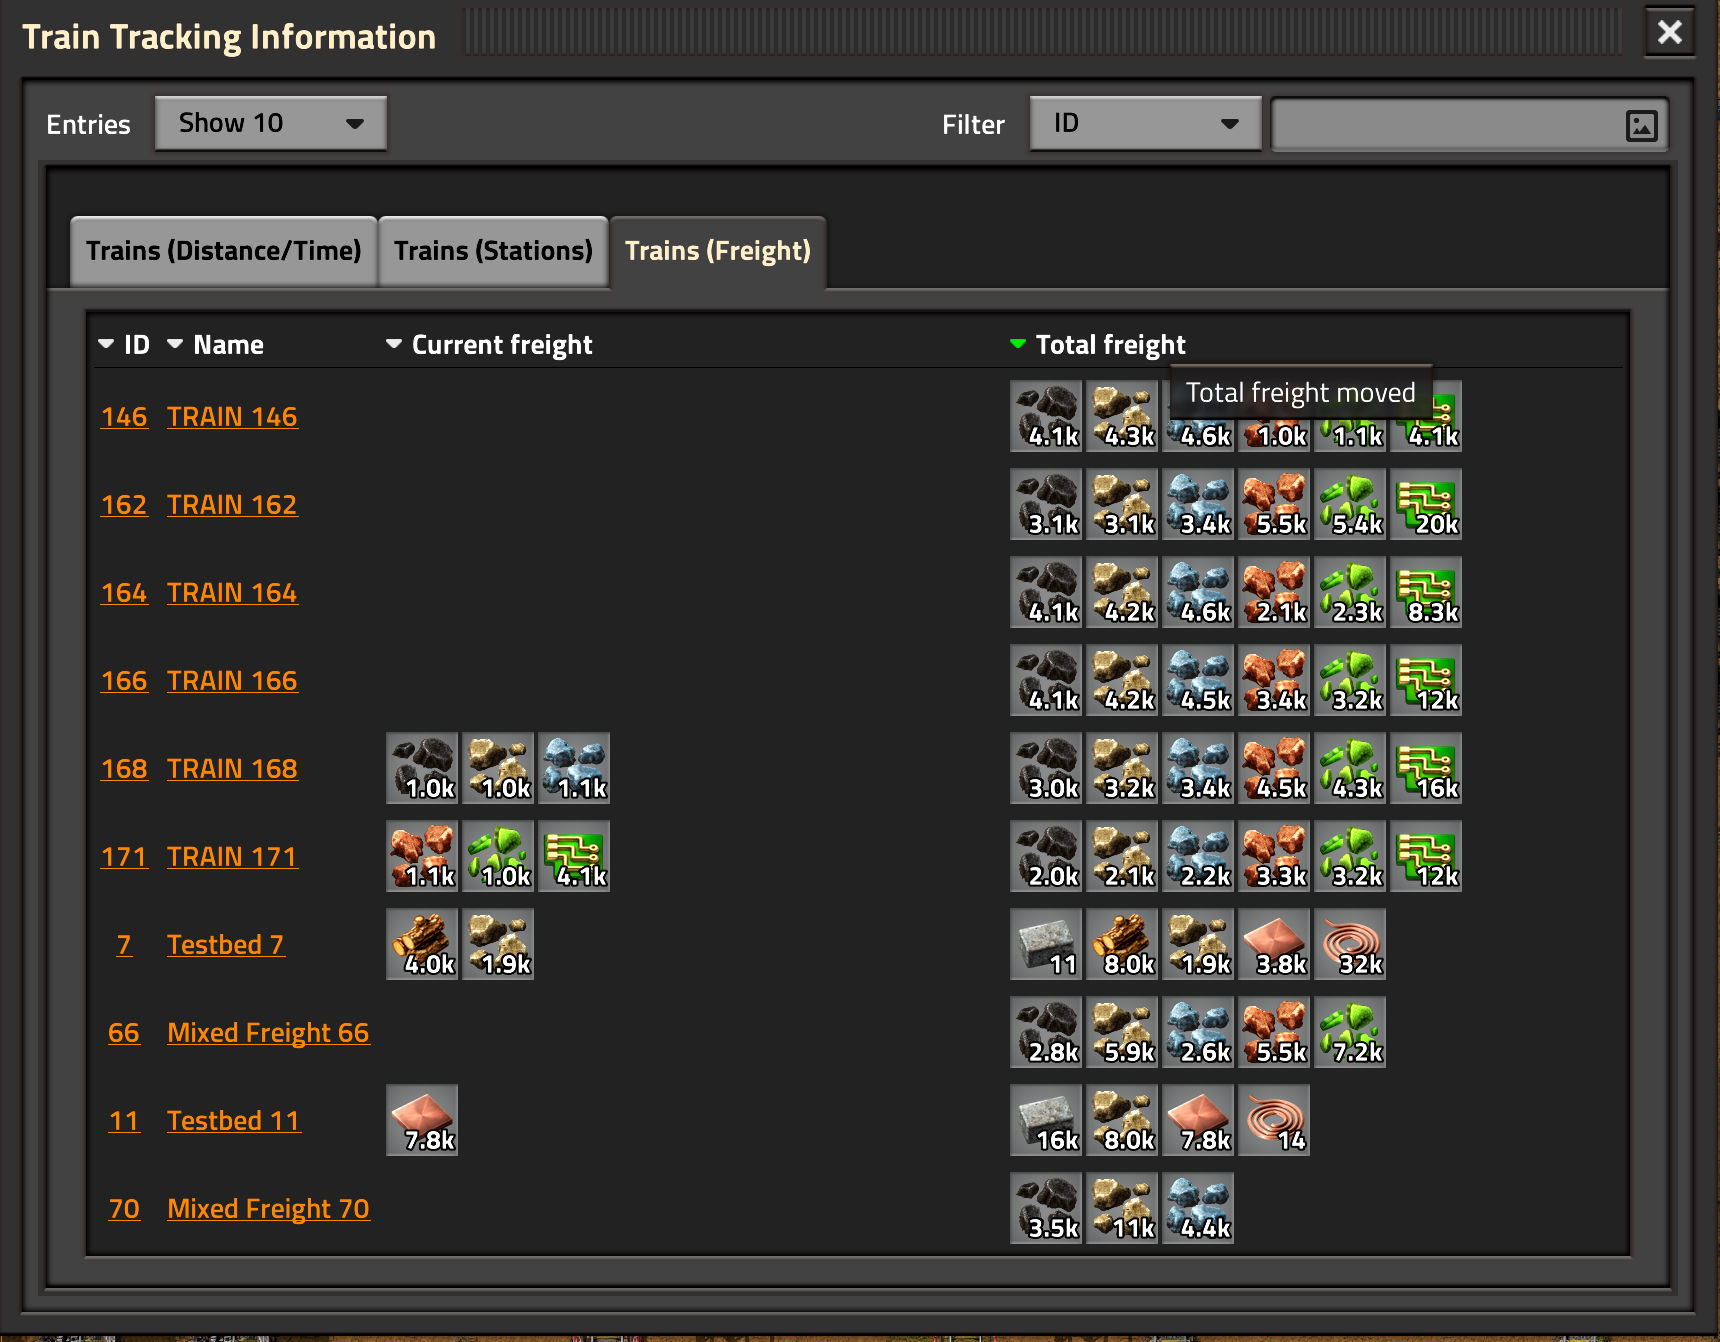 Train Tracking Information
Entries Show 10 Filter ID
Trains (Distance/Time) Trains (Stations) Trains (Freight)
ID Name Current freight Total freight
Total freight moved
146 TRAIN 146 4.1k 4.3k 4.6k 1.0k 1.1k 4.1k
162 TRAIN 162 3.1k 3.1k 3.4k 5.5k 5.4k 20k
164 TRAIN 164 4.1k 4.2k 4.6k 2.1k 2.3k 8.3k
166 TRAIN 166 4.1k 4.2k 4.5k 3.4k 3.2k 12k
168 TRAIN 168 1.0k 1.0k 1.1k 3.0k 3.2k 3.4k 4.5k 4.3k 16k
171 TRAIN 171 1.1k 1.0k 4.1k 2.0k 2.1k 2.2k 3.3k 3.2k 12k
7 Testbed 7 4.0k 1.9k 11 8.0k 1.9k 3.8k 32k
66 Mixed Freight 66 2.8k 5.9k 2.6k 5.5k 7.2k
11 Testbed 11 7.8k 16k 8.0k 7.8k 14
70 Mixed Freight 70 3.5k 11k 4.4k